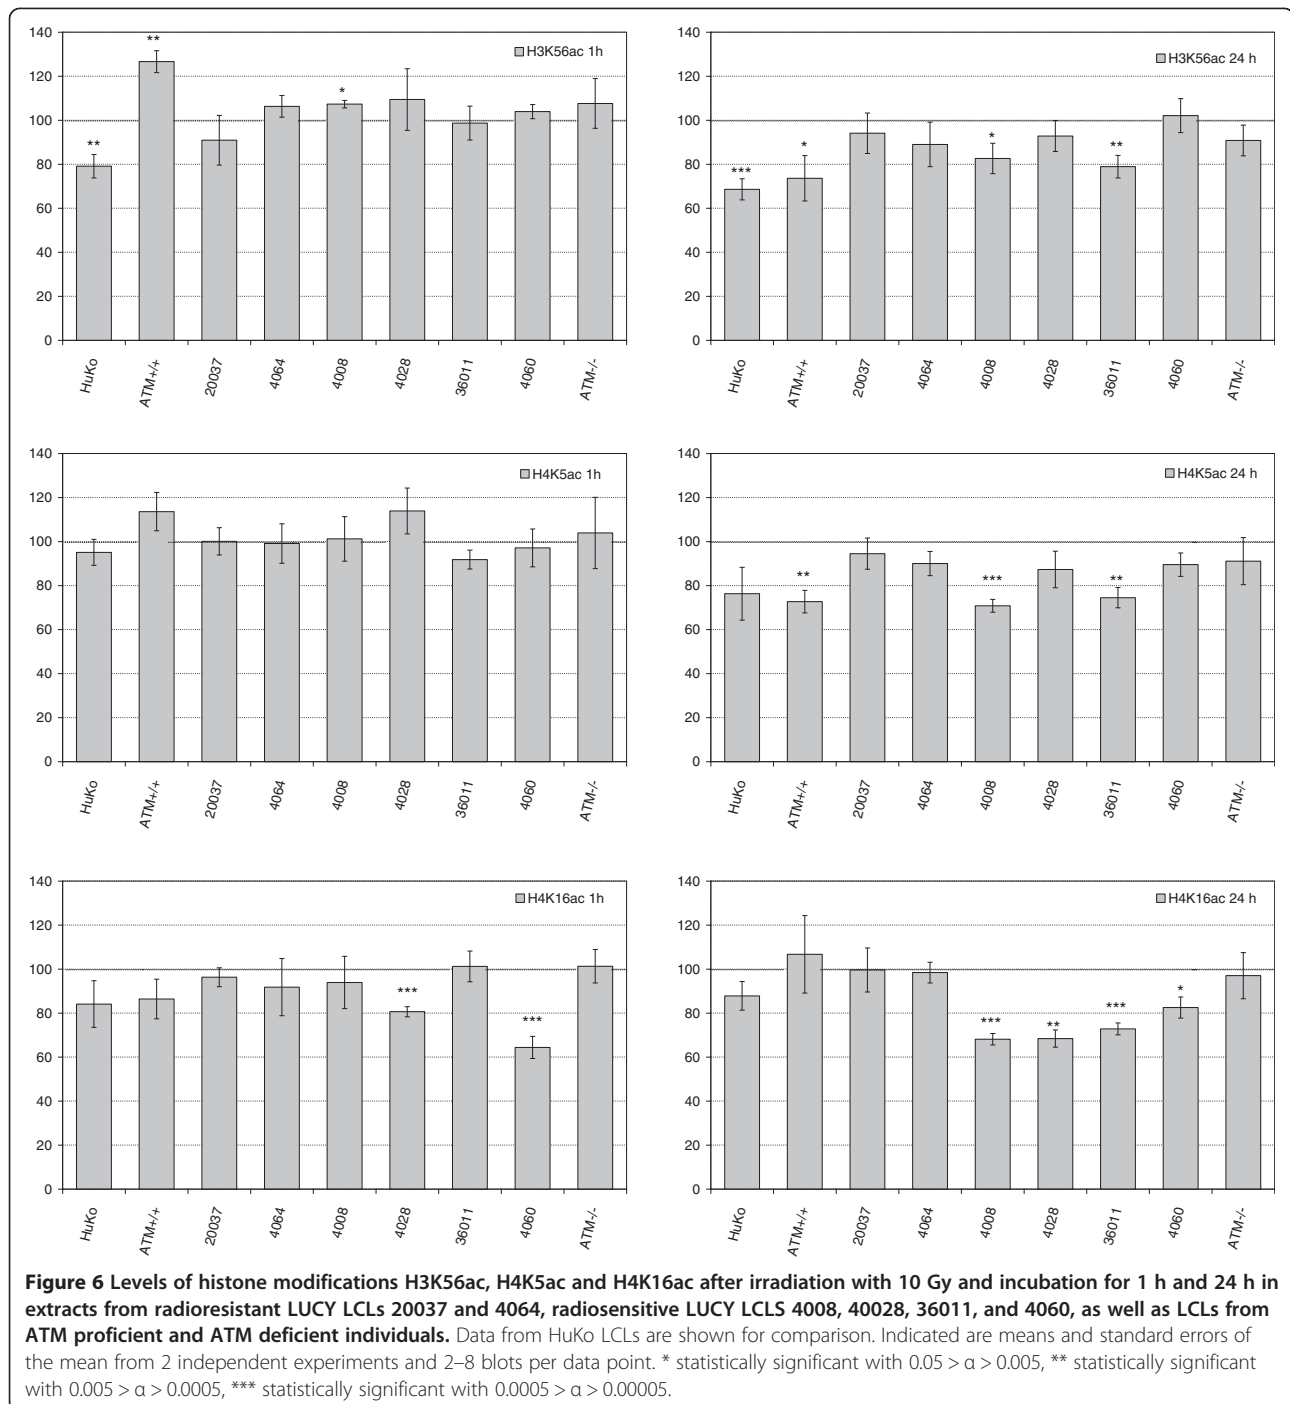 140
120
100
80
60
40
20
0
H3K56ac 1h
** ** *
HuKo ATM+/+ 20037 4064 4008 4028 36011 4060 ATM-/-
140
120
100
80
60
40
20
0
H3K56ac 24 h
*** * * **
HuKo ATM+/+ 20037 4064 4008 4028 36011 4060 ATM-/-
140
120
100
80
60
40
20
0
H4K5ac 1h
HuKo ATM+/+ 20037 4064 4008 4028 36011 4060 ATM-/-
140
120
100
80
60
40
20
0
H4K5ac 24 h
** *** **
HuKo ATM+/+ 20037 4064 4008 4028 36011 4060 ATM-/-
140
120
100
80
60
40
20
0
H4K16ac 1h
*** ***
HuKo ATM+/+ 20037 4064 4008 4028 36011 4060 ATM-/-
140
120
100
80
60
40
20
0
H4K16ac 24 h
*** ** *** *
HuKo ATM+/+ 20037 4064 4008 4028 36011 4060 ATM-/-
Figure 6 Levels of histone modifications H3K56ac, H4K5ac and H4K16ac after irradiation with 10 Gy and incubation for 1 h and 24 h in
extracts from radioresistant LUCY LCLs 20037 and 4064, radiosensitive LUCY LCLS 4008, 40028, 36011, and 4060, as well as LCLs from
ATM proficient and ATM deficient individuals. Data from HuKo LCLs are shown for comparison. Indicated are means and standard errors of
the mean from 2 independent experiments and 2–8 blots per data point. * statistically significant with 0.05 > α > 0.005, ** statistically significant
with 0.005 > α > 0.0005, *** statistically significant with 0.0005 > α > 0.00005.